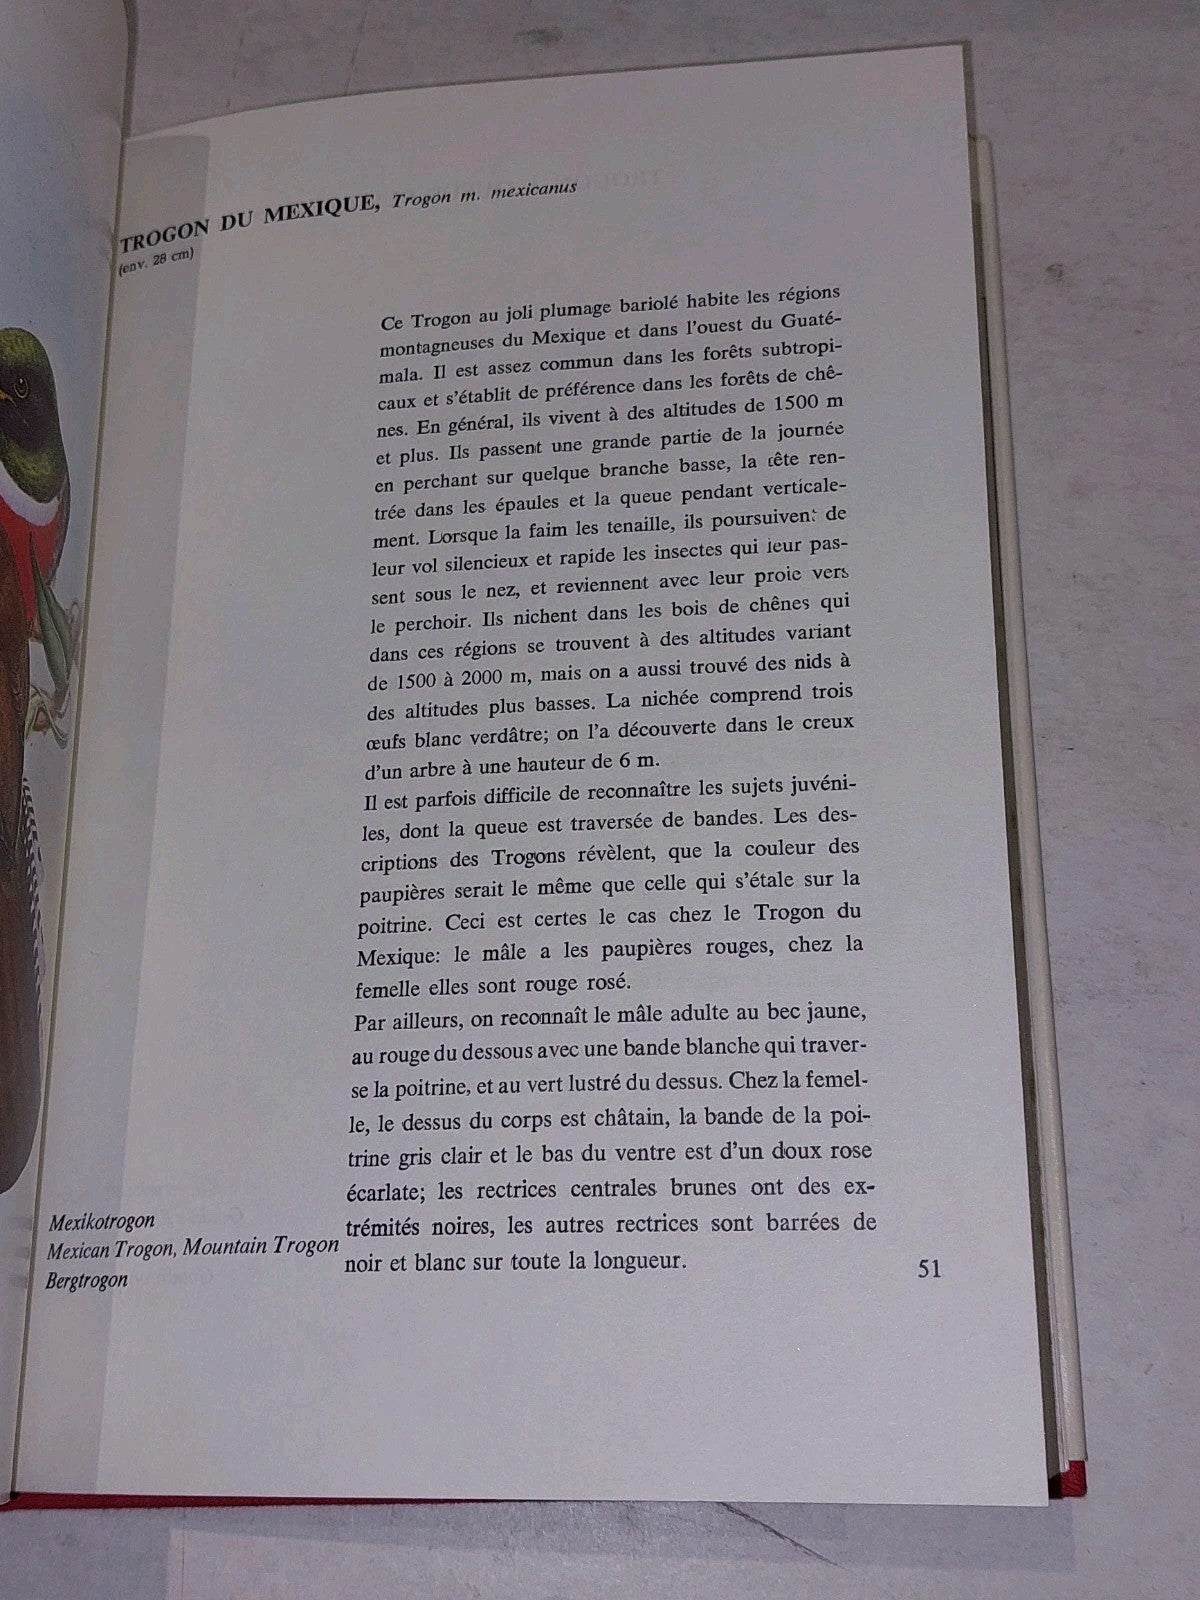 TROGON DU MEXIQUE, Trogon m. mexicanus
(env. 28 cm)
Ce Trogon au joli plumage bariolé habite les régions
montagneuses du Mexique et dans l'ouest du Guaté-
mala. Il est assez commun dans les forêts subtropi-
caux et s'établit de préférence dans les forêts de chê-
nes. En général, ils vivent à des altitudes de 1500 m
et plus. Ils passent une grande partie de la journée
en perchant sur quelque branche basse, la tête ren-
trée dans les épaules et la queue pendant verticale-
ment. Lorsque la faim les tenaille, ils poursuivent de
leur vol silencieux et rapide les insectes qui leur pas-
sent sous le nez, et reviennent avec leur proie vers
le perchoir. Ils nichent dans les bois de chênes qui
dans ces régions se trouvent à des altitudes variant
de 1500 à 2000 m, mais on a aussi trouvé des nids à
des altitudes plus basses. La nichée comprend trois
œufs blanc verdâtre; on l'a découverte dans le creux
d'un arbre à une hauteur de 6 m.
Il est parfois difficile de reconnaître les sujets juvéni-
les, dont la queue est traversée de bandes. Les des-
criptions des Trogons révèlent, que la couleur des
paupières serait le même que celle qui s'étale sur la
poitrine. Ceci est certes le cas chez le Trogon du
Mexique: le mâle a les paupières rouges, chez la
femelle elles sont rouge rosé.
Par ailleurs, on reconnaît le mâle adulte au bec jaune,
au rouge du dessous avec une bande blanche qui traver-
se la poitrine, et au vert lustré du dessus. Chez la femel-
le, le dessus du corps est châtain, la bande de la poi-
trine gris clair et le bas du ventre est d'un doux rose
écarlate; les rectrices centrales brunes ont des ex-
trémités noires, les autres rectrices sont barrées de
noir et blanc sur toute la longueur.
Mexikotrogon
Mexican Trogon, Mountain Trogon
Bergtrogon
51